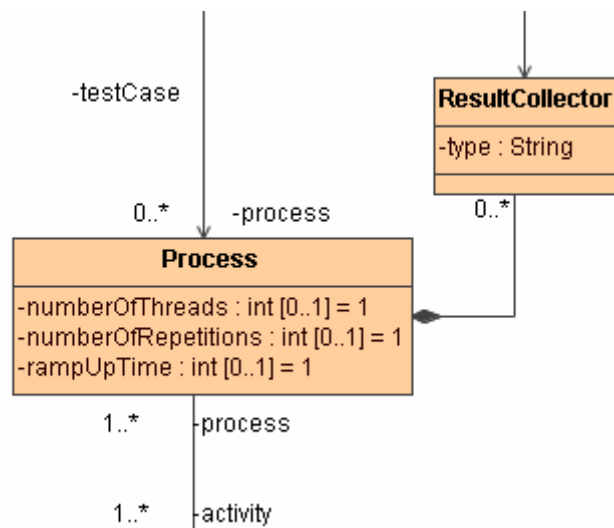 -testCase
ResultCollector
-type : String
0..* -process
0..*
Process
-numberOfThreads : int [0..1] = 1
-numberOfRepetitions : int [0..1] = 1
-rampUpTime : int [0..1] = 1
1..* -process
1..* -activity